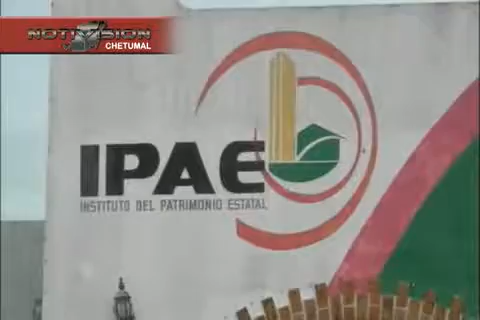 NOTIVISION
CHETUMAL
IPAE
INSTITUTO DEL PATRIMONIO ESTATAL